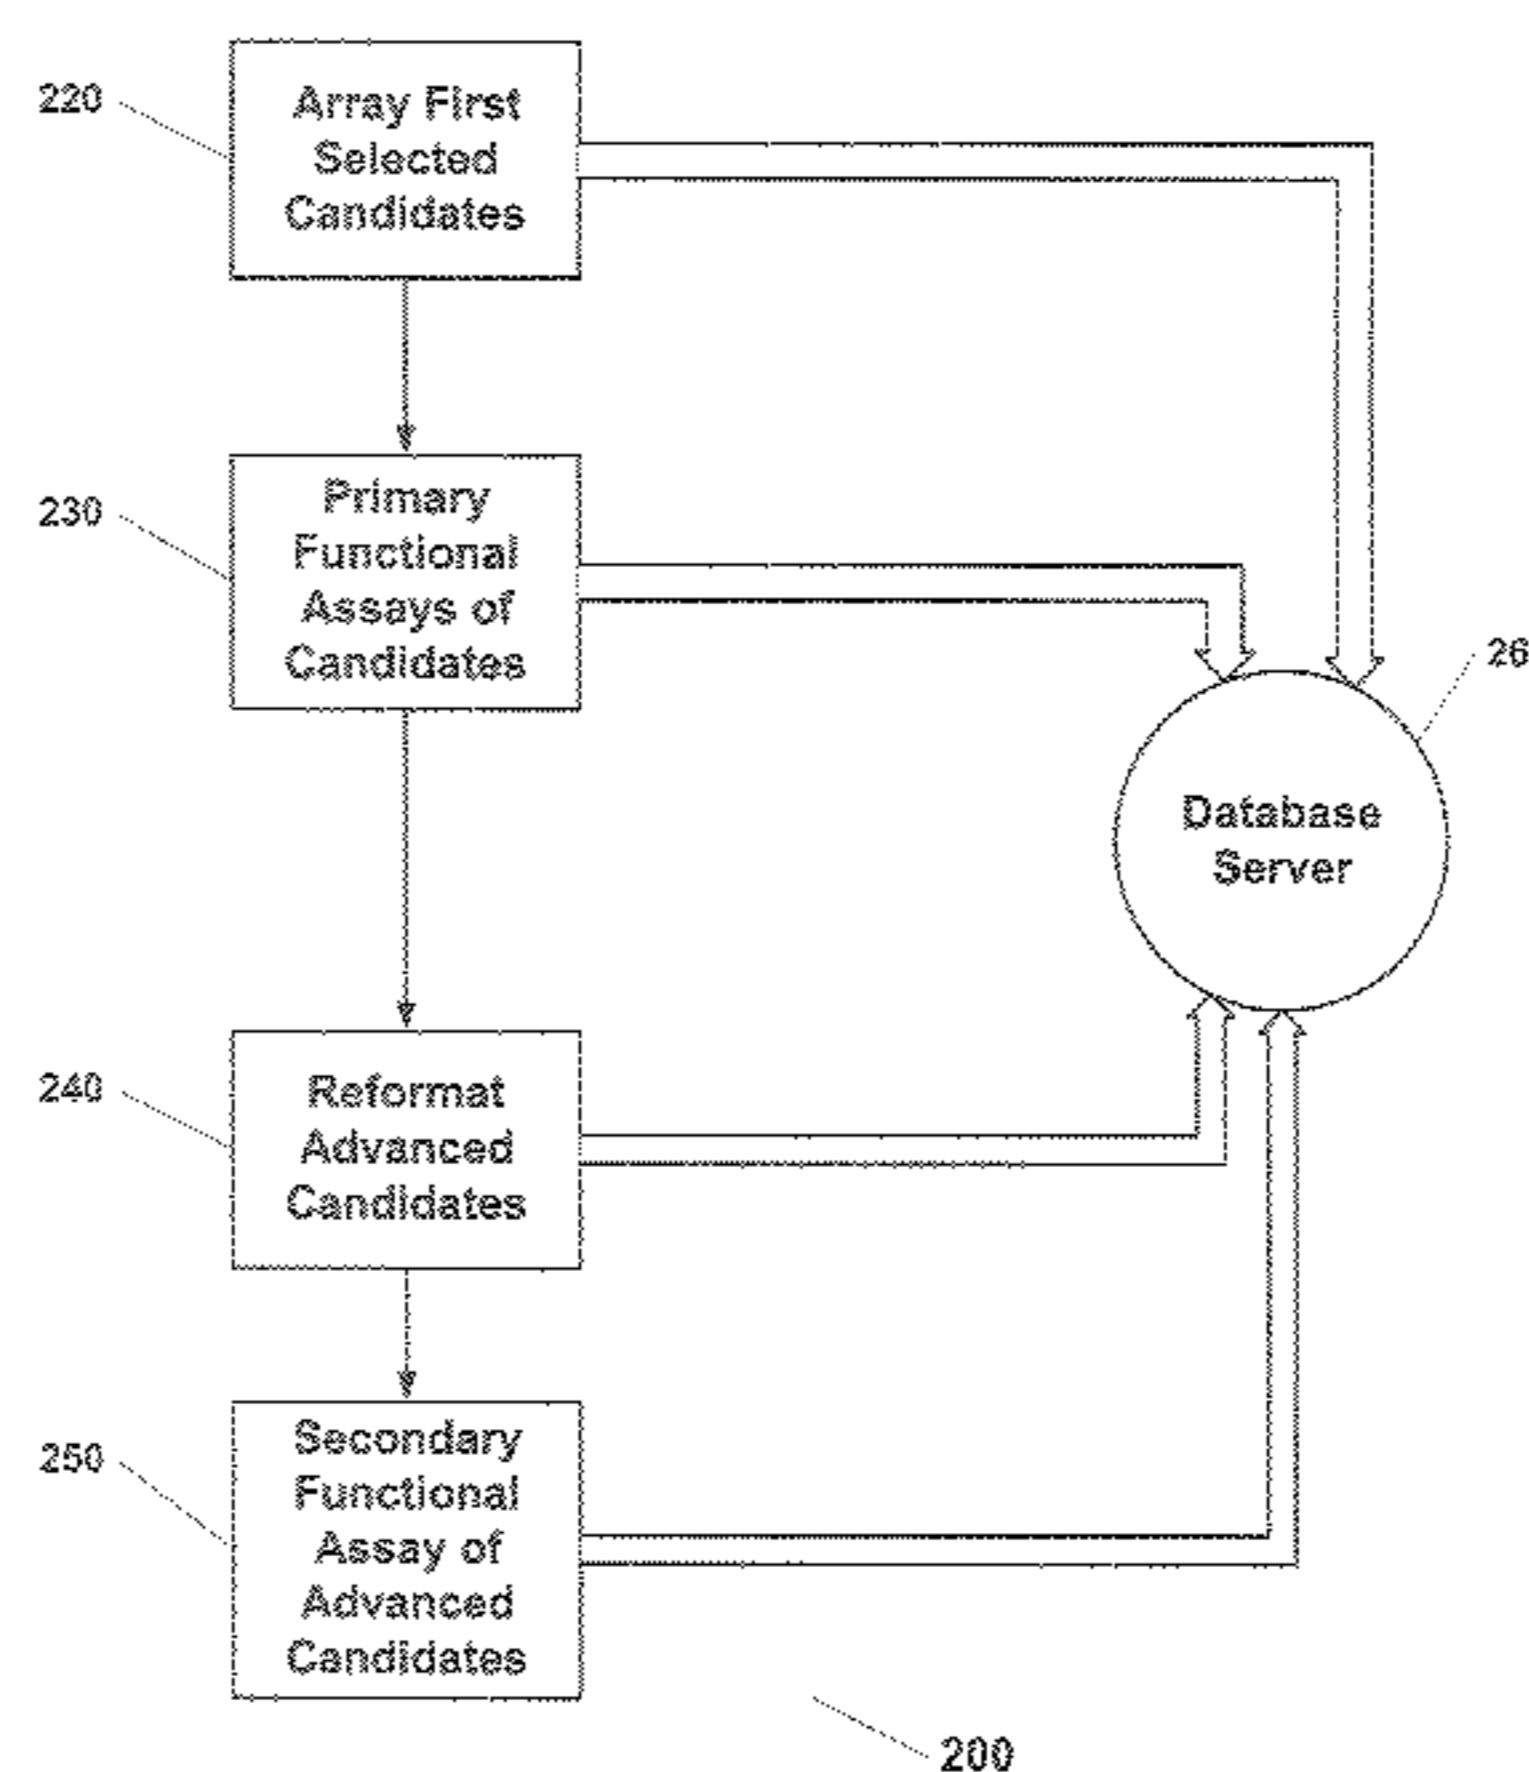 220
Array First
Selected
Candidates
230
Primary
Functional
Assays of
Candidates
26
Database
Server
240
Reformat
Advanced
Candidates
250
Secondary
Functional
Assay of
Advanced
Candidates
200